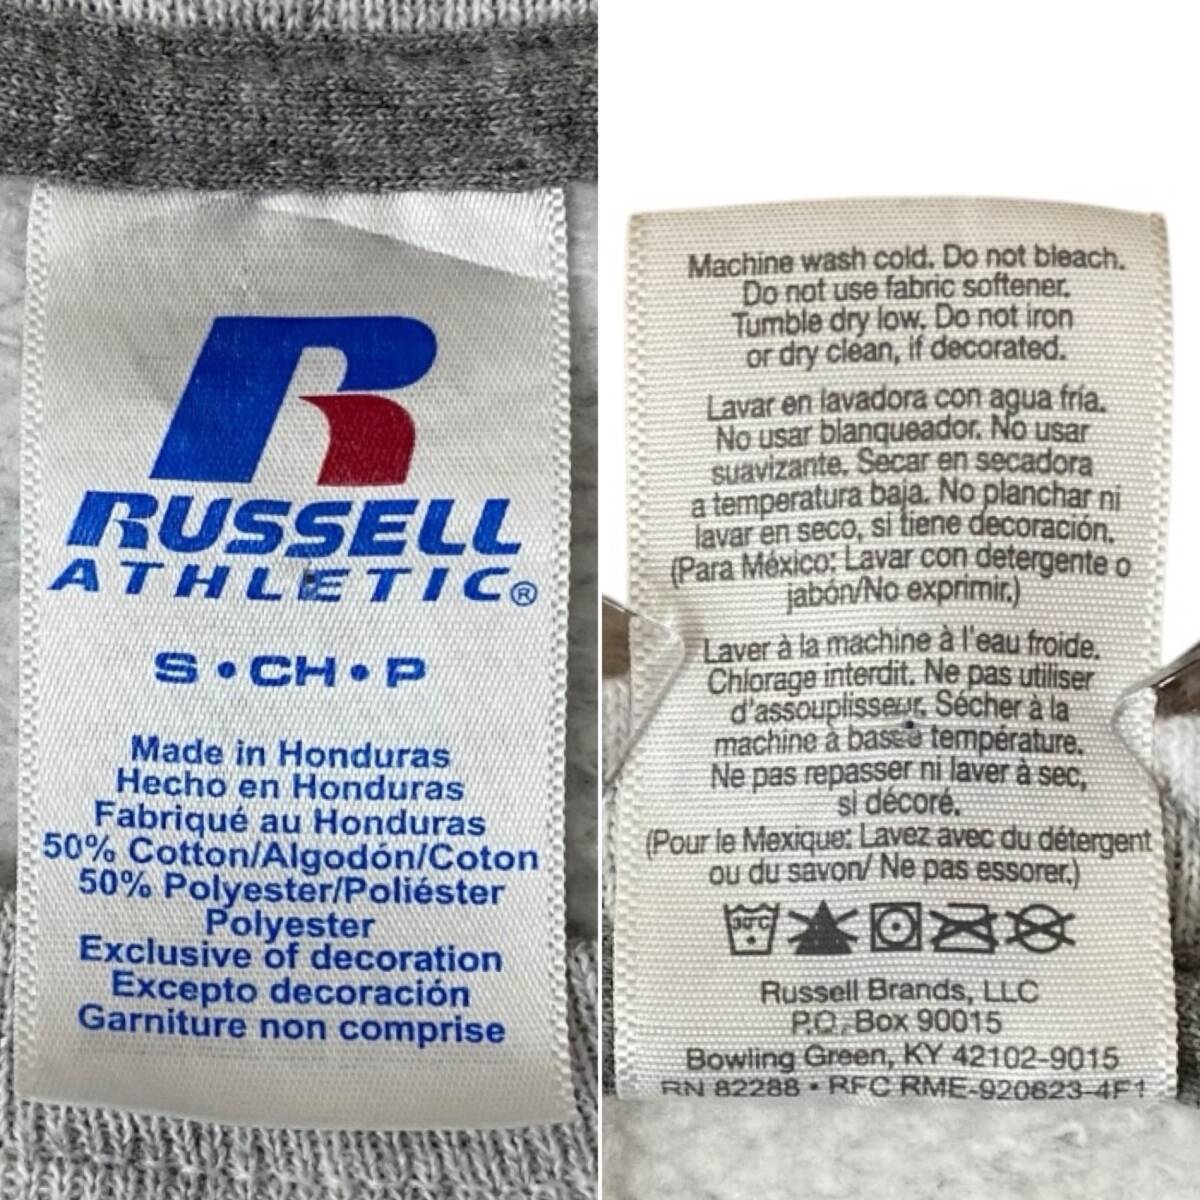 RUSSELL
ATHLETIC®
S • CH • P
Made in Honduras
Hecho en Honduras
Fabriqué au Honduras
50% Cotton/Algodón/Coton
50% Polyester/Poliéster
Polyester
Exclusive of decoration
Excepto decoración
Garniture non comprise
Machine wash cold. Do not bleach.
Do not use fabric softener.
Tumble dry low. Do not iron
or dry clean, if decorated.
Lavar en lavadora con agua fría.
No usar blanqueador. No usar
suavizante. Secar en secadora
a temperatura baja. No planchar ni
lavar en seco, si tiene decoración.
(Para México: Lavar con detergente o
jabón/No exprimir.)
Laver à la machine à l'eau froide.
Chlorage interdit. Ne pas utiliser
d'assouplisseur. Sécher à la
machine à basse température.
Ne pas repasser ni laver à sec,
si décoré.
(Pour le Mexique: Lavez avec du détergent
ou du savon/ Ne pas essorer.)
30°C
Russell Brands, LLC
P.O. Box 90015
Bowling Green, KY 42102-9015
RN 82288 • RFC RME-920623-4F1